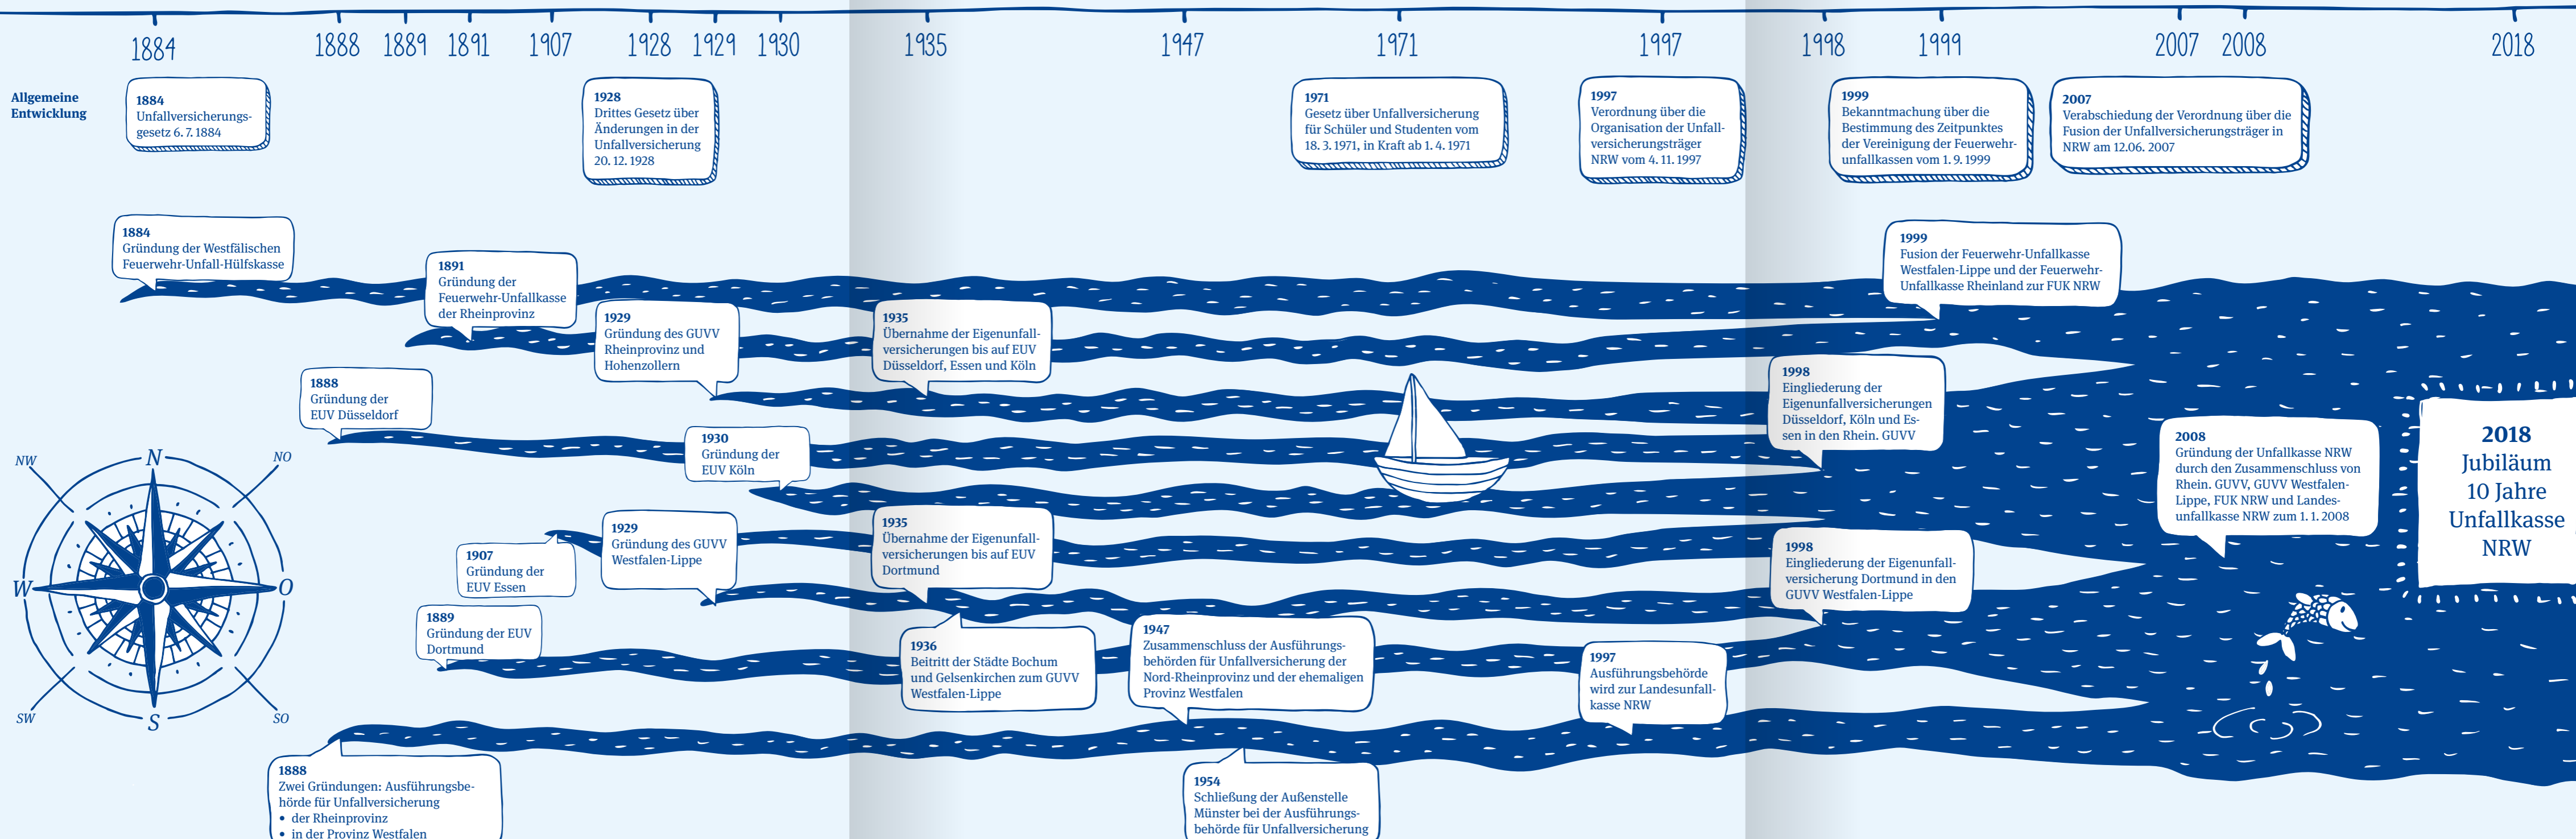 1884
1888
1889
1891
1907
1928
1929
1930
1935
1947
1971
1997
1998
1999
2007
2008
2018
Allgemeine
Entwicklung
1884
Unfallversicherungs-
gesetz 6. 7. 1884
1928
Drittes Gesetz über
Änderungen in der
Unfallversicherung
20. 12. 1928
1971
Gesetz über Unfallversicherung
für Schüler und Studenten vom
18. 3. 1971, in Kraft ab 1. 4. 1971
1997
Verordnung über die
Organisation der Unfall-
versicherungsträger
NRW vom 4. 11. 1997
1999
Bekanntmachung über die
Bestimmung des Zeitpunktes
der Vereinigung der Feuerwehr-
unfallkassen vom 1. 9. 1999
2007
Verabschiedung der Verordnung über die
Fusion der Unfallversicherungsträger in
NRW am 12.06. 2007
1884
Gründung der Westfälischen
Feuerwehr-Unfall-Hülfskasse
1891
Gründung der
Feuerwehr-Unfallkasse
der Rheinprovinz
1929
Gründung des GUVV
Rheinprovinz und
Hohenzollern
1935
Übernahme der Eigenunfall-
versicherungen bis auf EUV
Düsseldorf, Essen und Köln
1999
Fusion der Feuerwehr-Unfallkasse
Westfalen-Lippe und der Feuerwehr-
Unfallkasse Rheinland zur FUK NRW
1888
Gründung der
EUV Düsseldorf
1930
Gründung der
EUV Köln
1998
Eingliederung der
Eigenunfallversicherungen
Düsseldorf, Köln und Es-
sen in den Rhein. GUVV
2008
Gründung der Unfallkasse NRW
durch den Zusammenschluss von
Rhein. GUVV, GUVV Westfalen-
Lippe, FUK NRW und Landes-
unfallkasse NRW zum 1. 1. 2008
2018
Jubiläum
10 Jahre
Unfallkasse
NRW
N
NO
O
SO
S
SW
W
NW
1907
Gründung der
EUV Essen
1929
Gründung des GUVV
Westfalen-Lippe
1935
Übernahme der Eigenunfall-
versicherungen bis auf EUV
Dortmund
1998
Eingliederung der Eigenunfall-
versicherung Dortmund in den
GUVV Westfalen-Lippe
1889
Gründung der EUV
Dortmund
1936
Beitritt der Städte Bochum
und Gelsenkirchen zum GUVV
Westfalen-Lippe
1947
Zusammenschluss der Ausführungs-
behörden für Unfallversicherung der
Nord-Rheinprovinz und der ehemaligen
Provinz Westfalen
1997
Ausführungsbehörde
wird zur Landesunfall-
kasse NRW
1888
Zwei Gründungen: Ausführungsbe-
hörde für Unfallversicherung
• der Rheinprovinz
• in der Provinz Westfalen
1954
Schließung der Außenstelle
Münster bei der Ausführungs-
behörde für Unfallversicherung